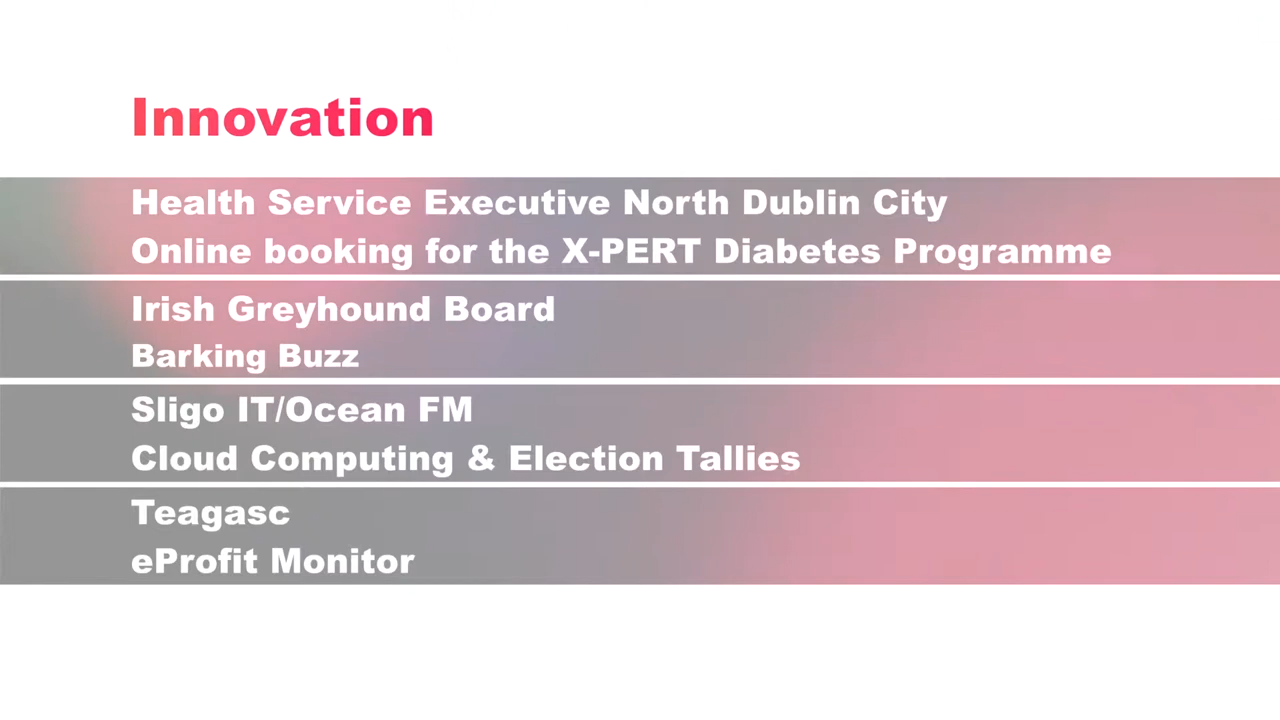 Innovation
Health Service Executive North Dublin City
Online booking for the X-PERT Diabetes Programme
Irish Greyhound Board
Barking Buzz
Sligo IT/Ocean FM
Cloud Computing & Election Tallies
Teagasc
eProfit Monitor